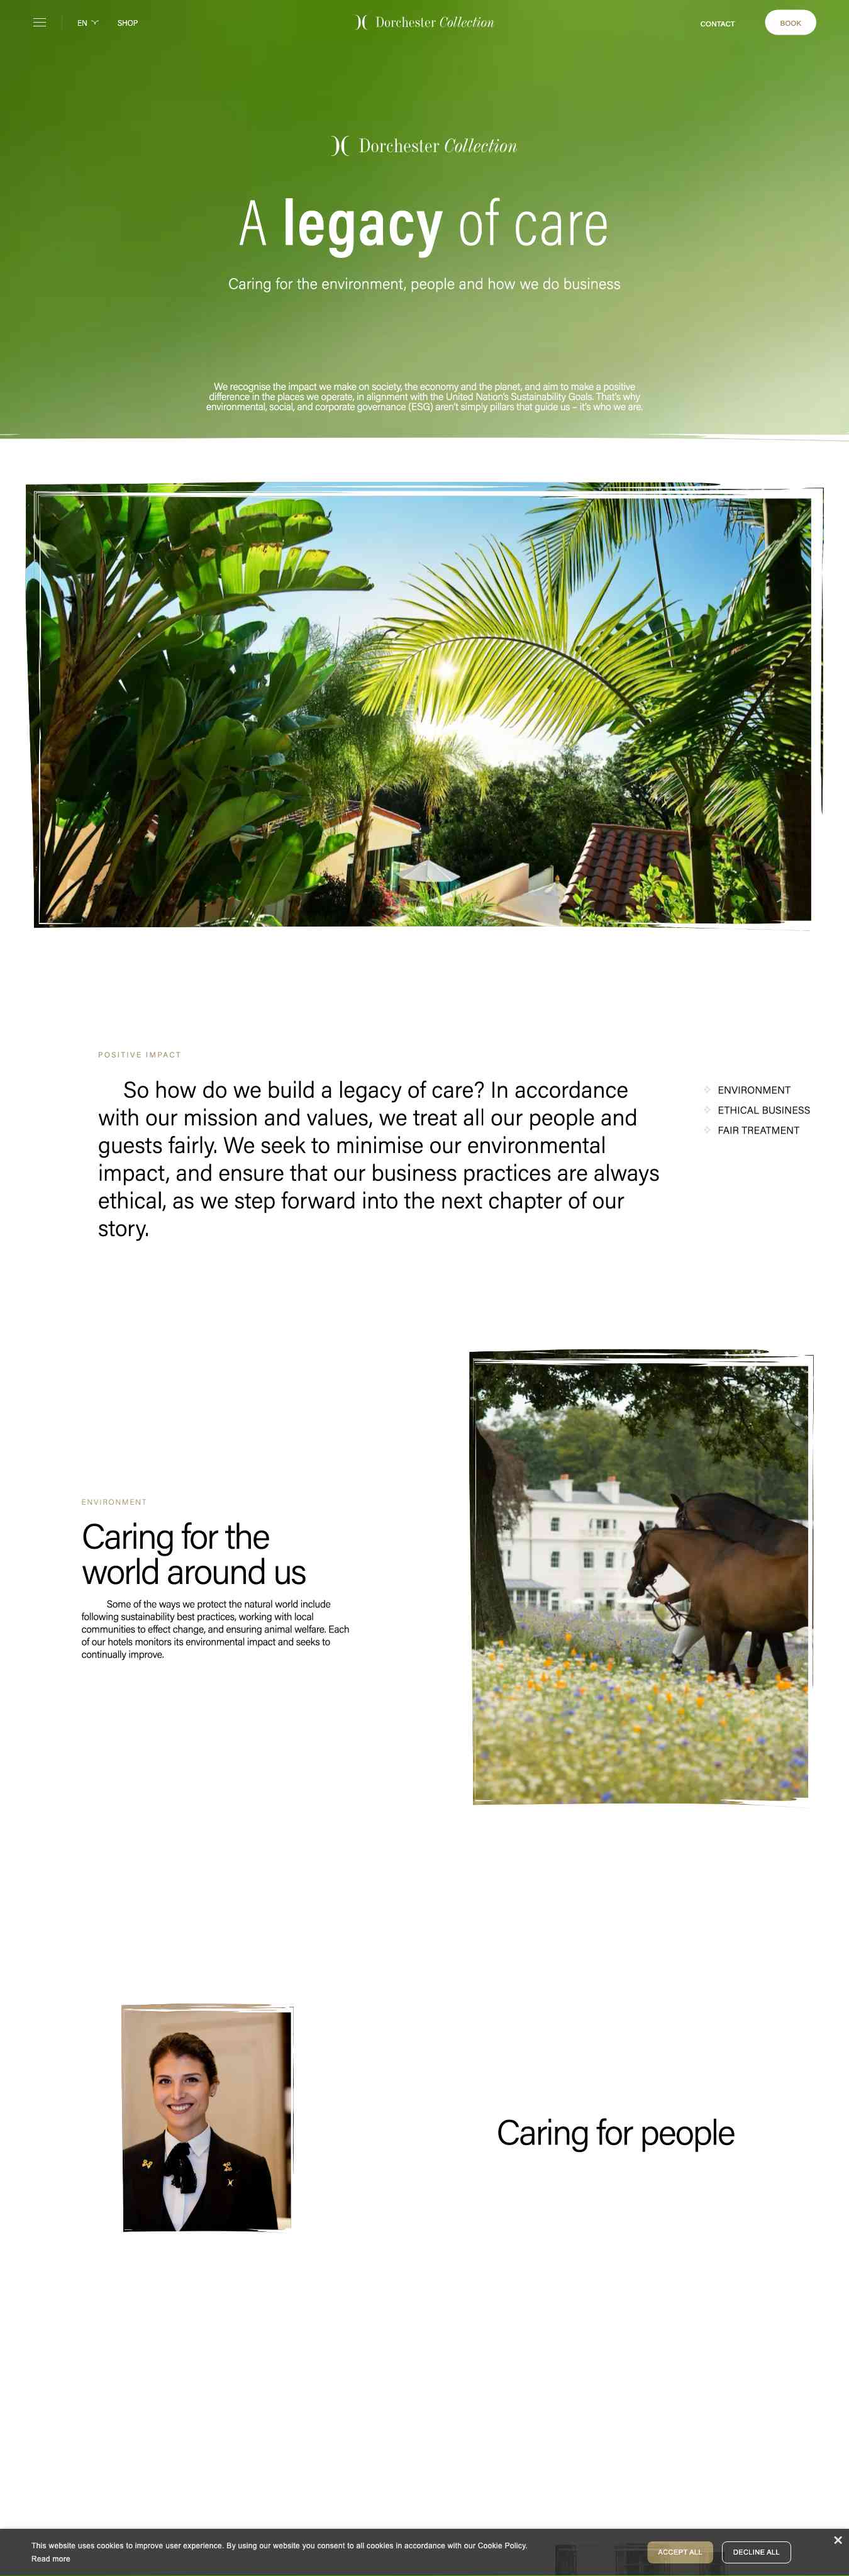 EN
SHOP
Dorchester Collection
CONTACT
BOOK
Dorchester Collection
A legacy of care
Caring for the environment, people and how we do business
We recognise the impact we make on society, the economy and the planet, and aim to make a positive
difference in the places we operate, in alignment with the United Nation's Sustainability Goals. That's why
environmental, social, and corporate governance (ESG) aren't simply pillars that guide us – it's who we are.
POSITIVE IMPACT
So how do we build a legacy of care? In accordance
with our mission and values, we treat all our people and
guests fairly. We seek to minimise our environmental
impact, and ensure that our business practices are always
ethical, as we step forward into the next chapter of our
story.
ENVIRONMENT
ETHICAL BUSINESS
FAIR TREATMENT
ENVIRONMENT
Caring for the
world around us
Some of the ways we protect the natural world include
following sustainability best practices, working with local
communities to effect change, and ensuring animal welfare. Each
of our hotels monitors its environmental impact and seeks to
continually improve.
Caring for people
This website uses cookies to improve user experience. By using our website you consent to all cookies in accordance with our Cookie Policy.
Read more
ACCEPT ALL
DECLINE ALL